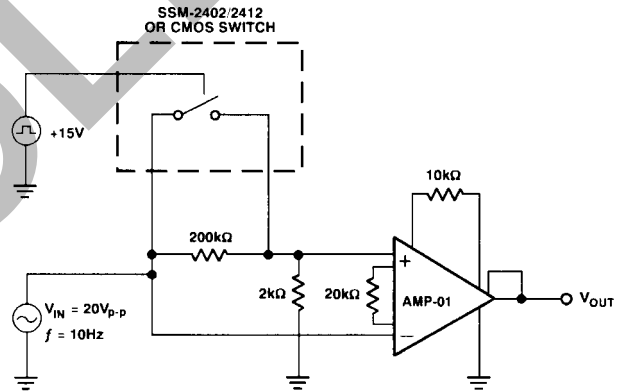 SSM-2402/2412
OR CMOS SWITCH
+15V
10kΩ
200kΩ
+
2kΩ
20kΩ
AMP-01
VOUT
VIN = 20Vp-p
f = 10Hz
−